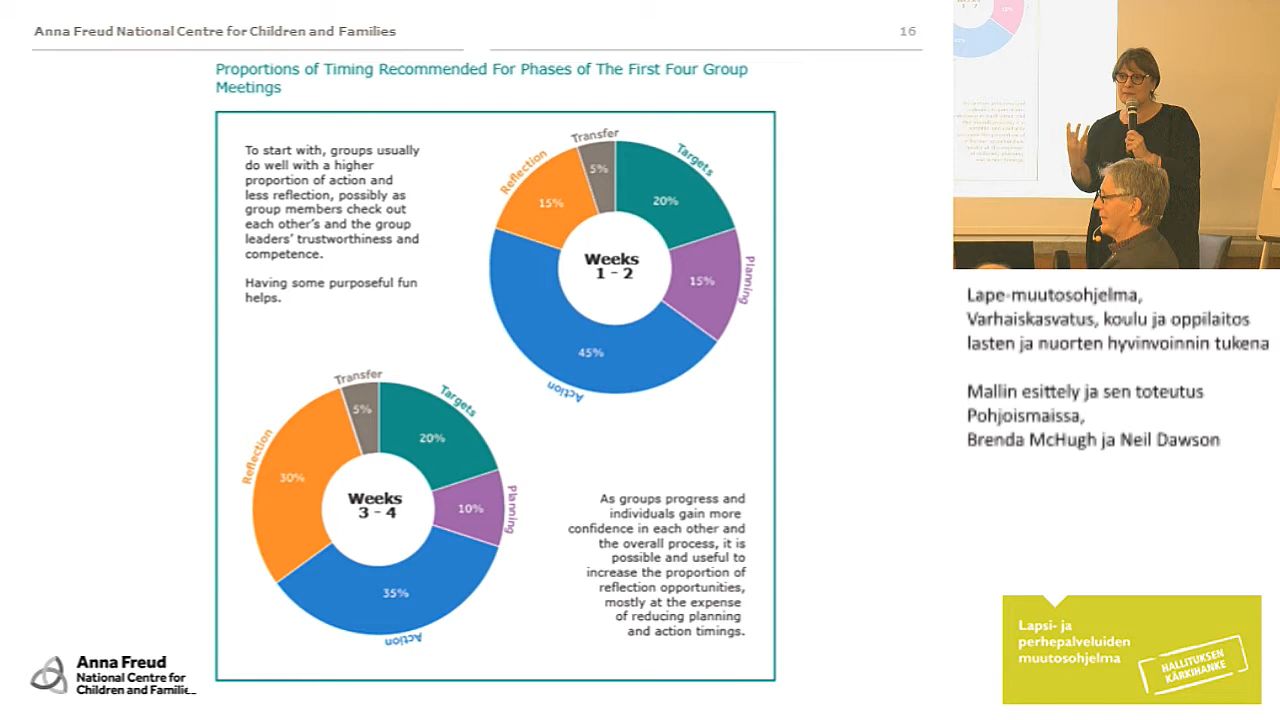 Anna Freud National Centre for Children and Families
16
Proportions of Timing Recommended For Phases of The First Four Group
Meetings
To start with, groups usually
do well with a higher
proportion of action and
less reflection, possibly as
group members check out
each other's and the group
leaders' trustworthiness and
competence.
Having some purposeful fun
helps.
Transfer
Targets
Planning
Action
Reflection
5%
20%
15%
45%
15%
Weeks
1 - 2
Transfer
Targets
Planning
Action
Reflection
5%
20%
10%
35%
30%
Weeks
3 - 4
As groups progress and
individuals gain more
confidence in each other and
the overall process, it is
possible and useful to
increase the proportion of
reflection opportunities,
mostly at the expense
of reducing planning
and action timings.
Anna Freud
National Centre for
Children and Families
Lape-muutosohjelma,
Varhaiskasvatus, koulu ja oppilaitos
lasten ja nuorten hyvinvoinnin tukena
Mallin esittely ja sen toteutus
Pohjoismaissa,
Brenda McHugh ja Neil Dawson
Lapsi- ja
perhepalveluiden
muutosohjelma
HALLITUKSEN
KÄRKIHANKE